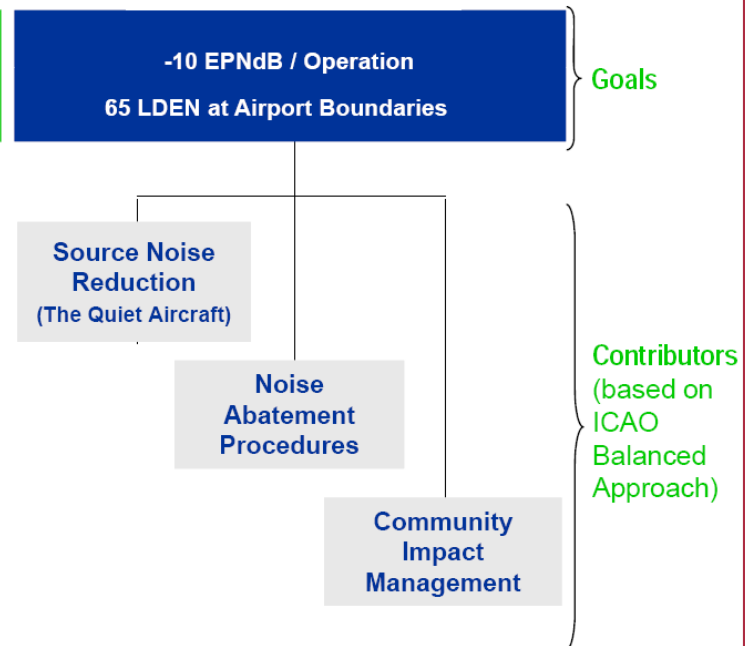 -10 EPNdB / Operation
65 LDEN at Airport Boundaries
Goals
Source Noise
Reduction
(The Quiet Aircraft)
Noise
Abatement
Procedures
Community
Impact
Management
Contributors
(based on
ICAO
Balanced
Approach)